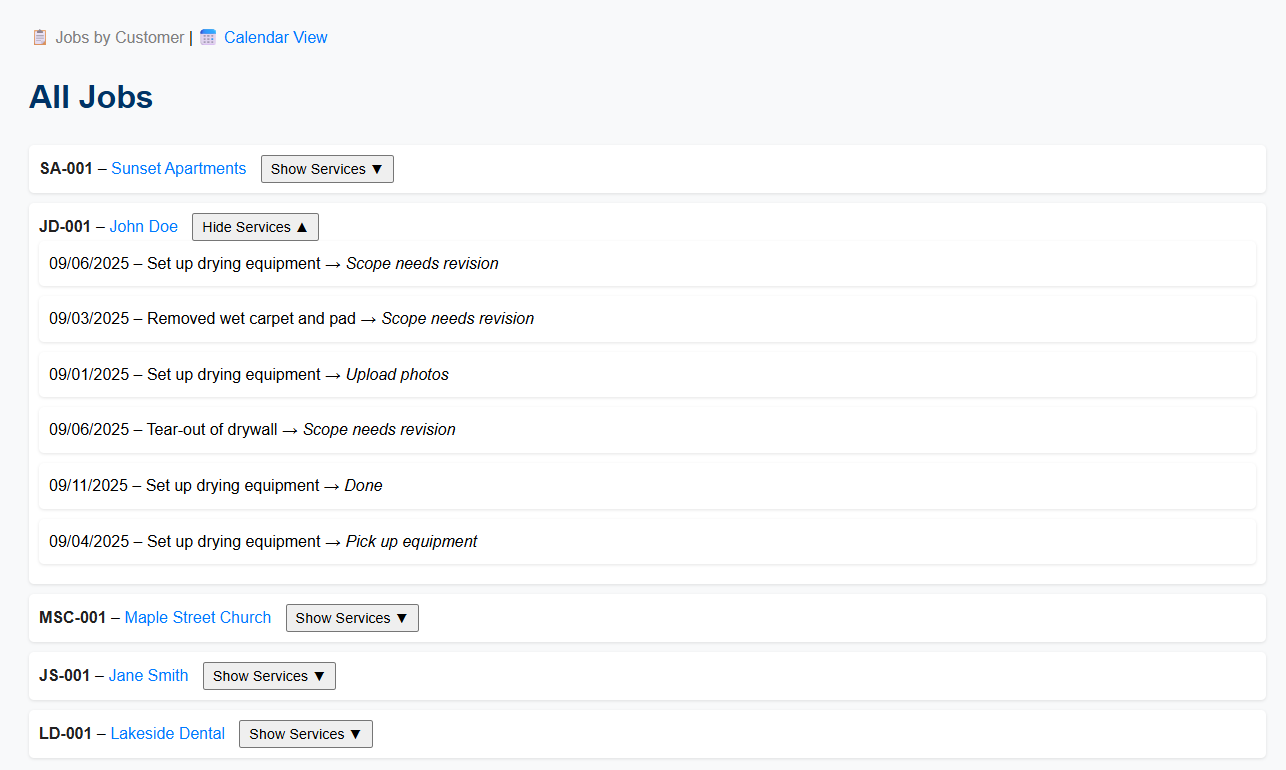 📋 Jobs by Customer | 📅 Calendar View
All Jobs
SA-001 – Sunset Apartments Show Services ▼
JD-001 – John Doe Hide Services ▲
09/06/2025 – Set up drying equipment → Scope needs revision
09/03/2025 – Removed wet carpet and pad → Scope needs revision
09/01/2025 – Set up drying equipment → Upload photos
09/06/2025 – Tear-out of drywall → Scope needs revision
09/11/2025 – Set up drying equipment → Done
09/04/2025 – Set up drying equipment → Pick up equipment
MSC-001 – Maple Street Church Show Services ▼
JS-001 – Jane Smith Show Services ▼
LD-001 – Lakeside Dental Show Services ▼